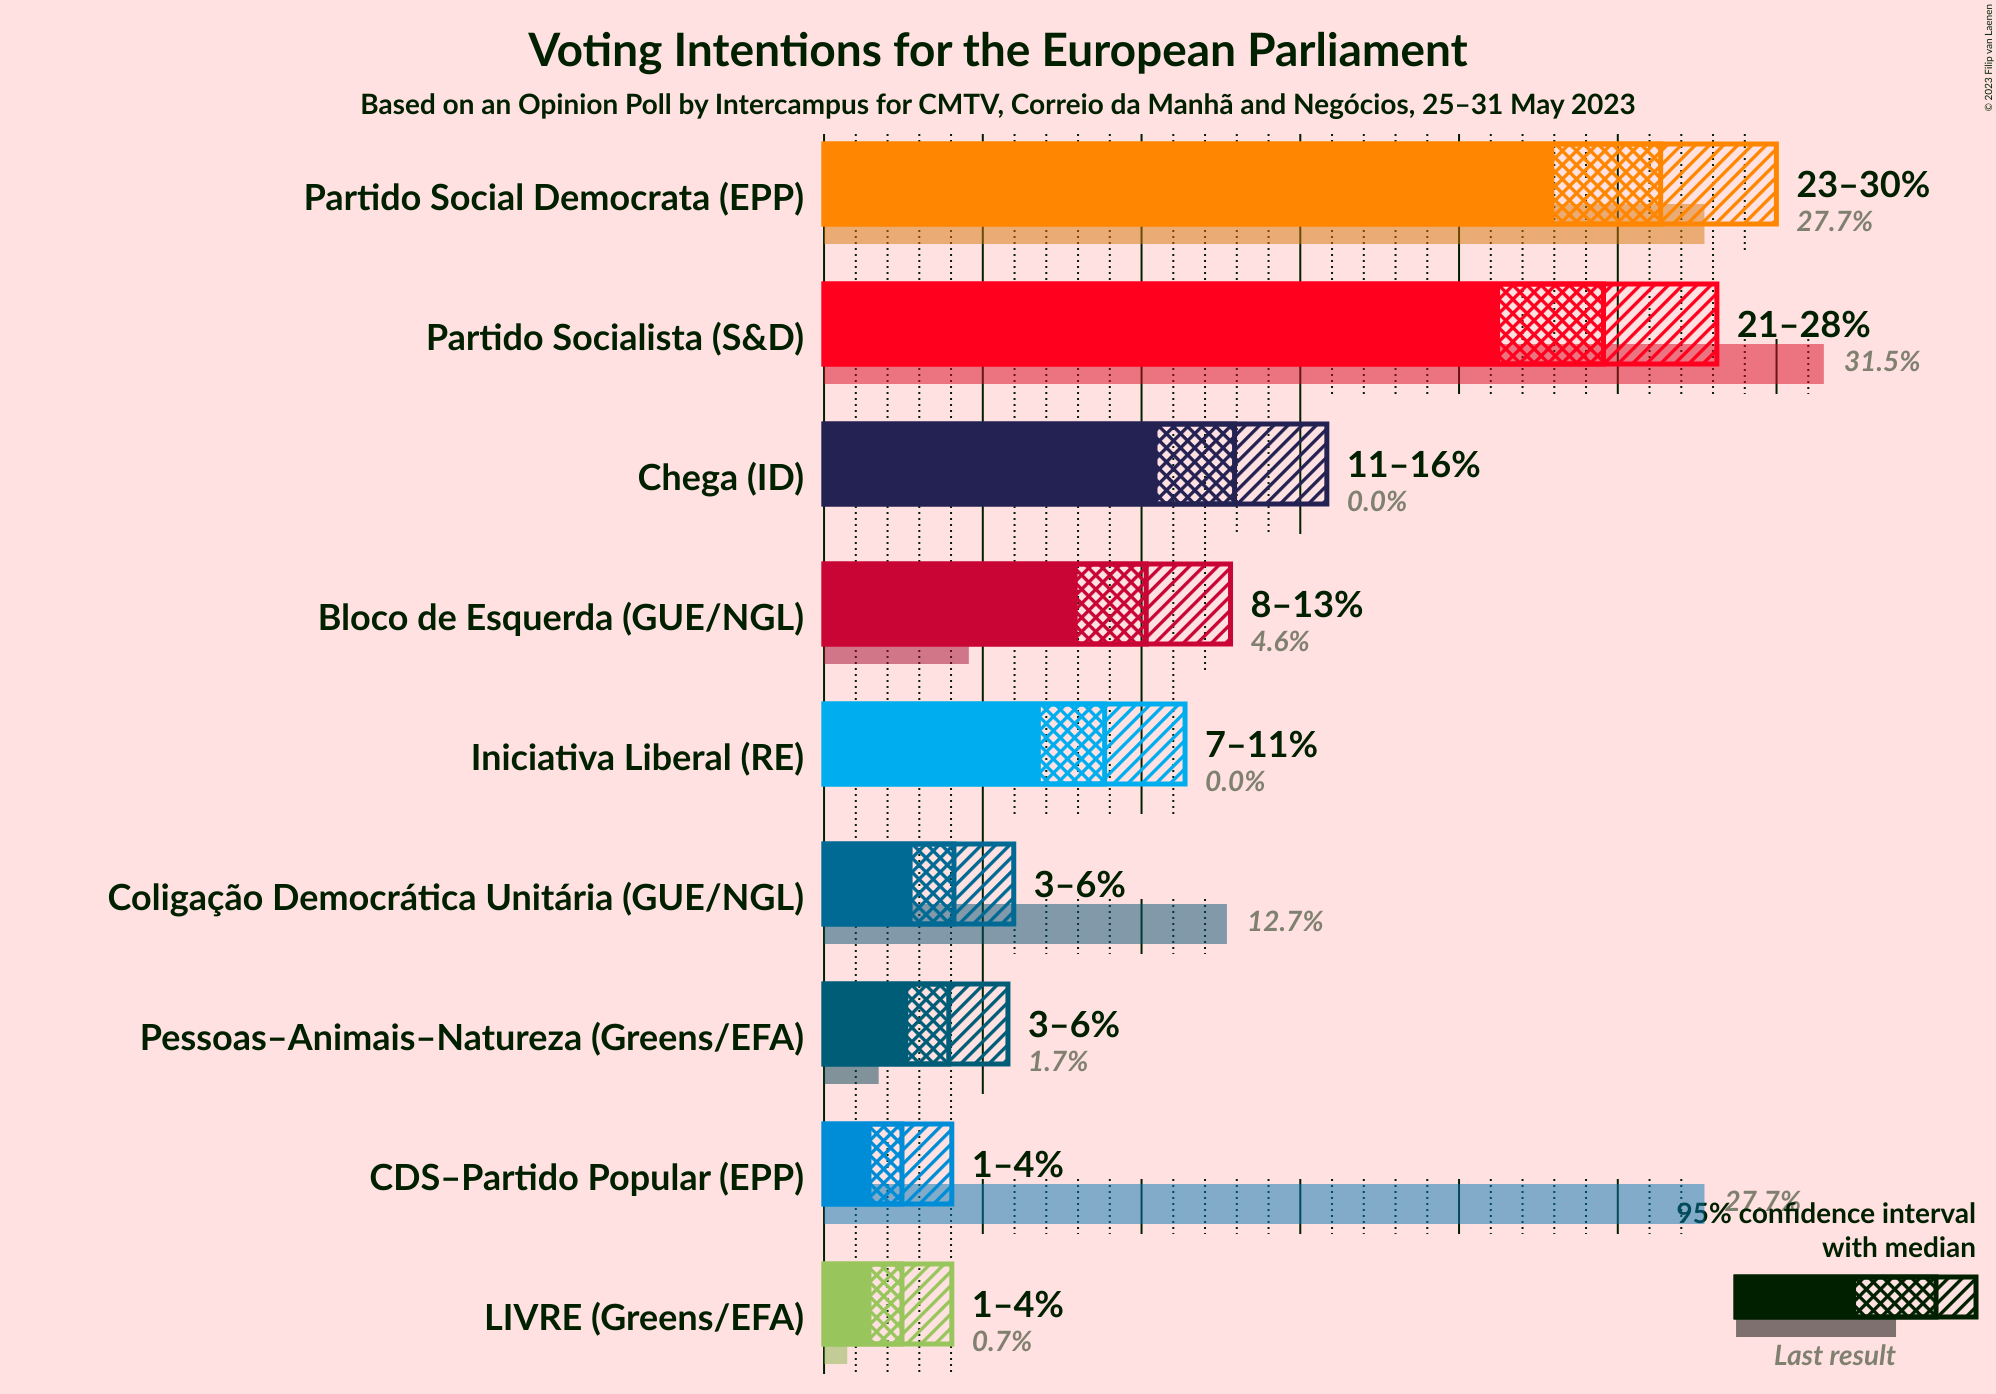 Voting Intentions for the European Parliament
Based on an Opinion Poll by Intercampus for CMTV, Correio da Manhã and Negócios, 25–31 May 2023
© 2023 Filip van Laenen
Partido Social Democrata (EPP)
23–30%
27.7%
Partido Socialista (S&D)
21–28%
31.5%
Chega (ID)
11–16%
0.0%
Bloco de Esquerda (GUE/NGL)
8–13%
4.6%
Iniciativa Liberal (RE)
7–11%
0.0%
Coligação Democrática Unitária (GUE/NGL)
3–6%
12.7%
Pessoas–Animais–Natureza (Greens/EFA)
3–6%
1.7%
CDS–Partido Popular (EPP)
1–4%
27.7%
LIVRE (Greens/EFA)
1–4%
0.7%
95% confidence interval
with median
Last result